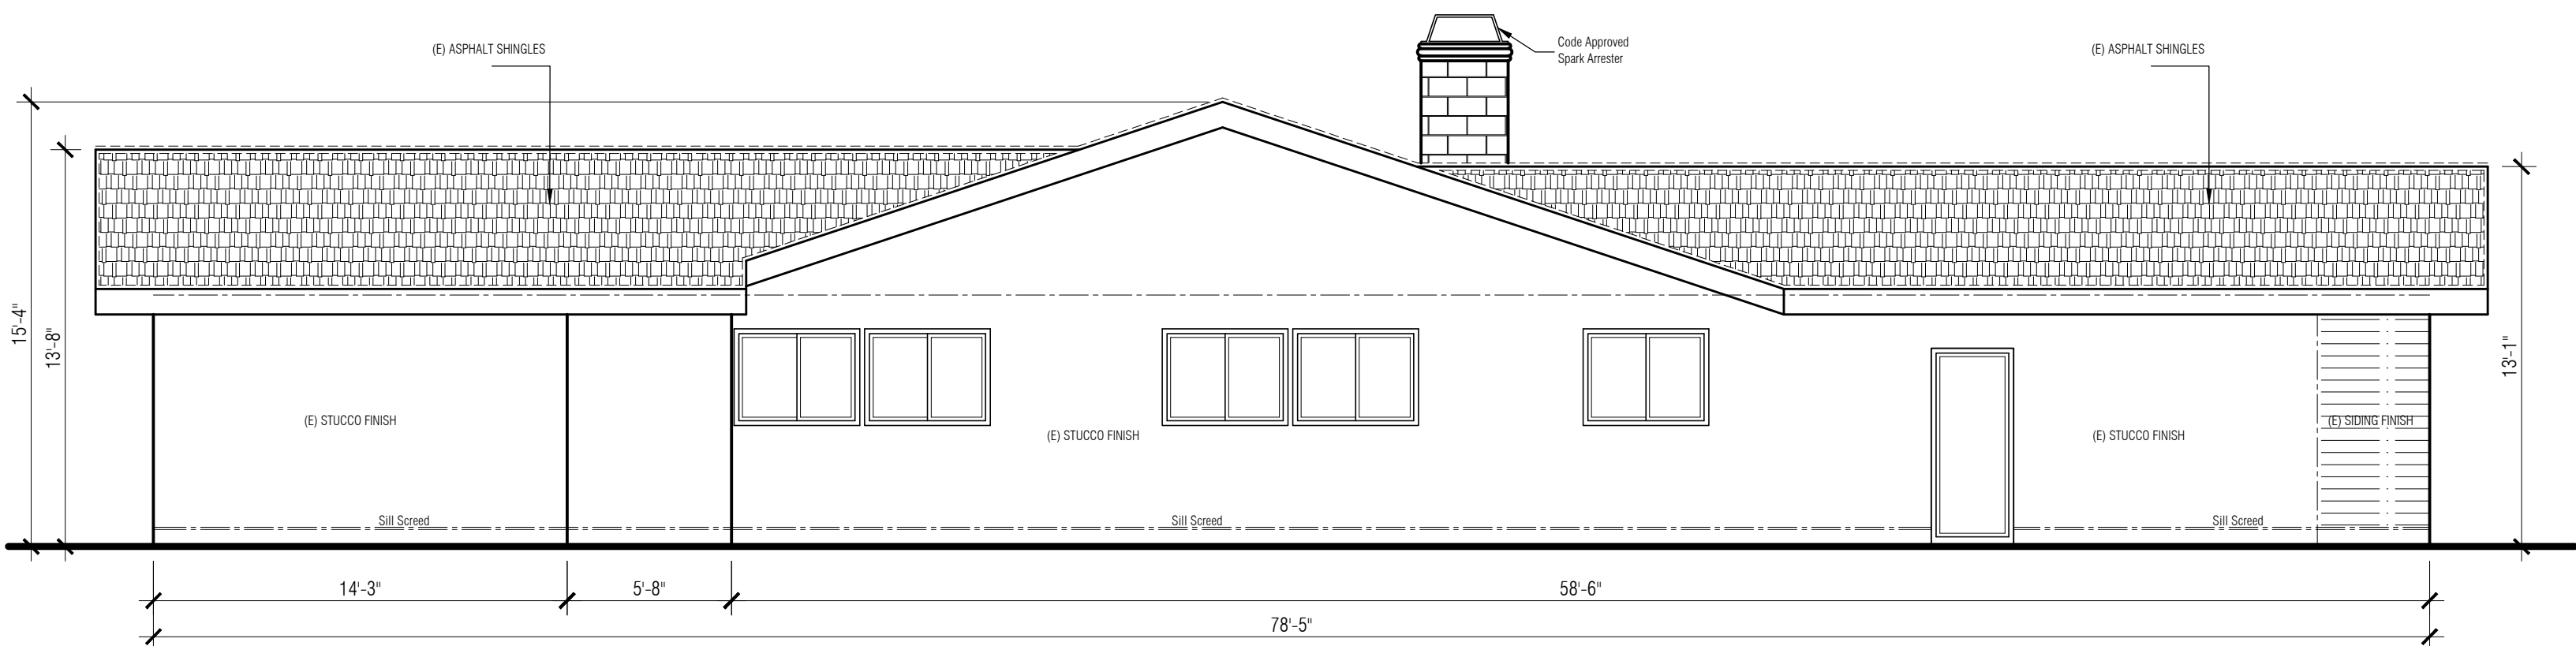 (E) ASPHALT SHINGLES
Code Approved
Spark Arrester
(E) ASPHALT SHINGLES
15'-4"
13'-8"
13'-1"
(E) STUCCO FINISH
(E) STUCCO FINISH
(E) STUCCO FINISH
(E) SIDING FINISH
Sill Screed
Sill Screed
Sill Screed
14'-3"
5'-8"
58'-6"
78'-5"